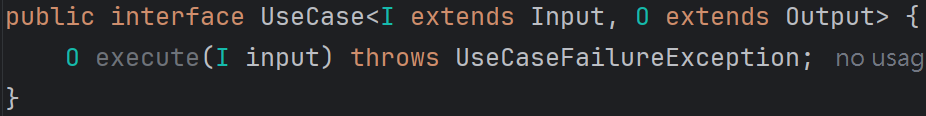 public interface UseCase<I extends Input, O extends Output> {
O execute(I input) throws UseCaseFailureException; no usag
}